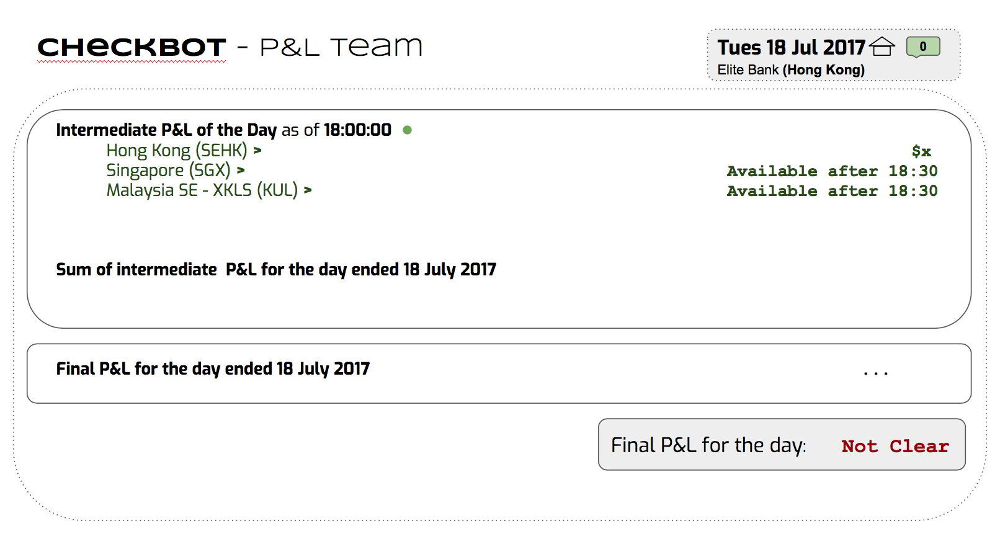 CHeCKBOT - P&L Team
Tues 18 Jul 2017
0
Elite Bank (Hong Kong)
Intermediate P&L of the Day as of 18:00:00
Hong Kong (SEHK) > $x
Singapore (SGX) > Available after 18:30
Malaysia SE - XKLS (KUL) > Available after 18:30
Sum of intermediate P&L for the day ended 18 July 2017
Final P&L for the day ended 18 July 2017 ...
Final P&L for the day: Not Clear